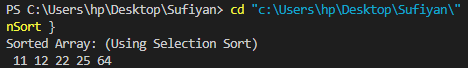 PS C:\Users\hp\Desktop\Sufiyan> cd "c:\Users\hp\Desktop\Sufiyan\"
nSort }
Sorted Array: (Using Selection Sort)
 11 12 22 25 64